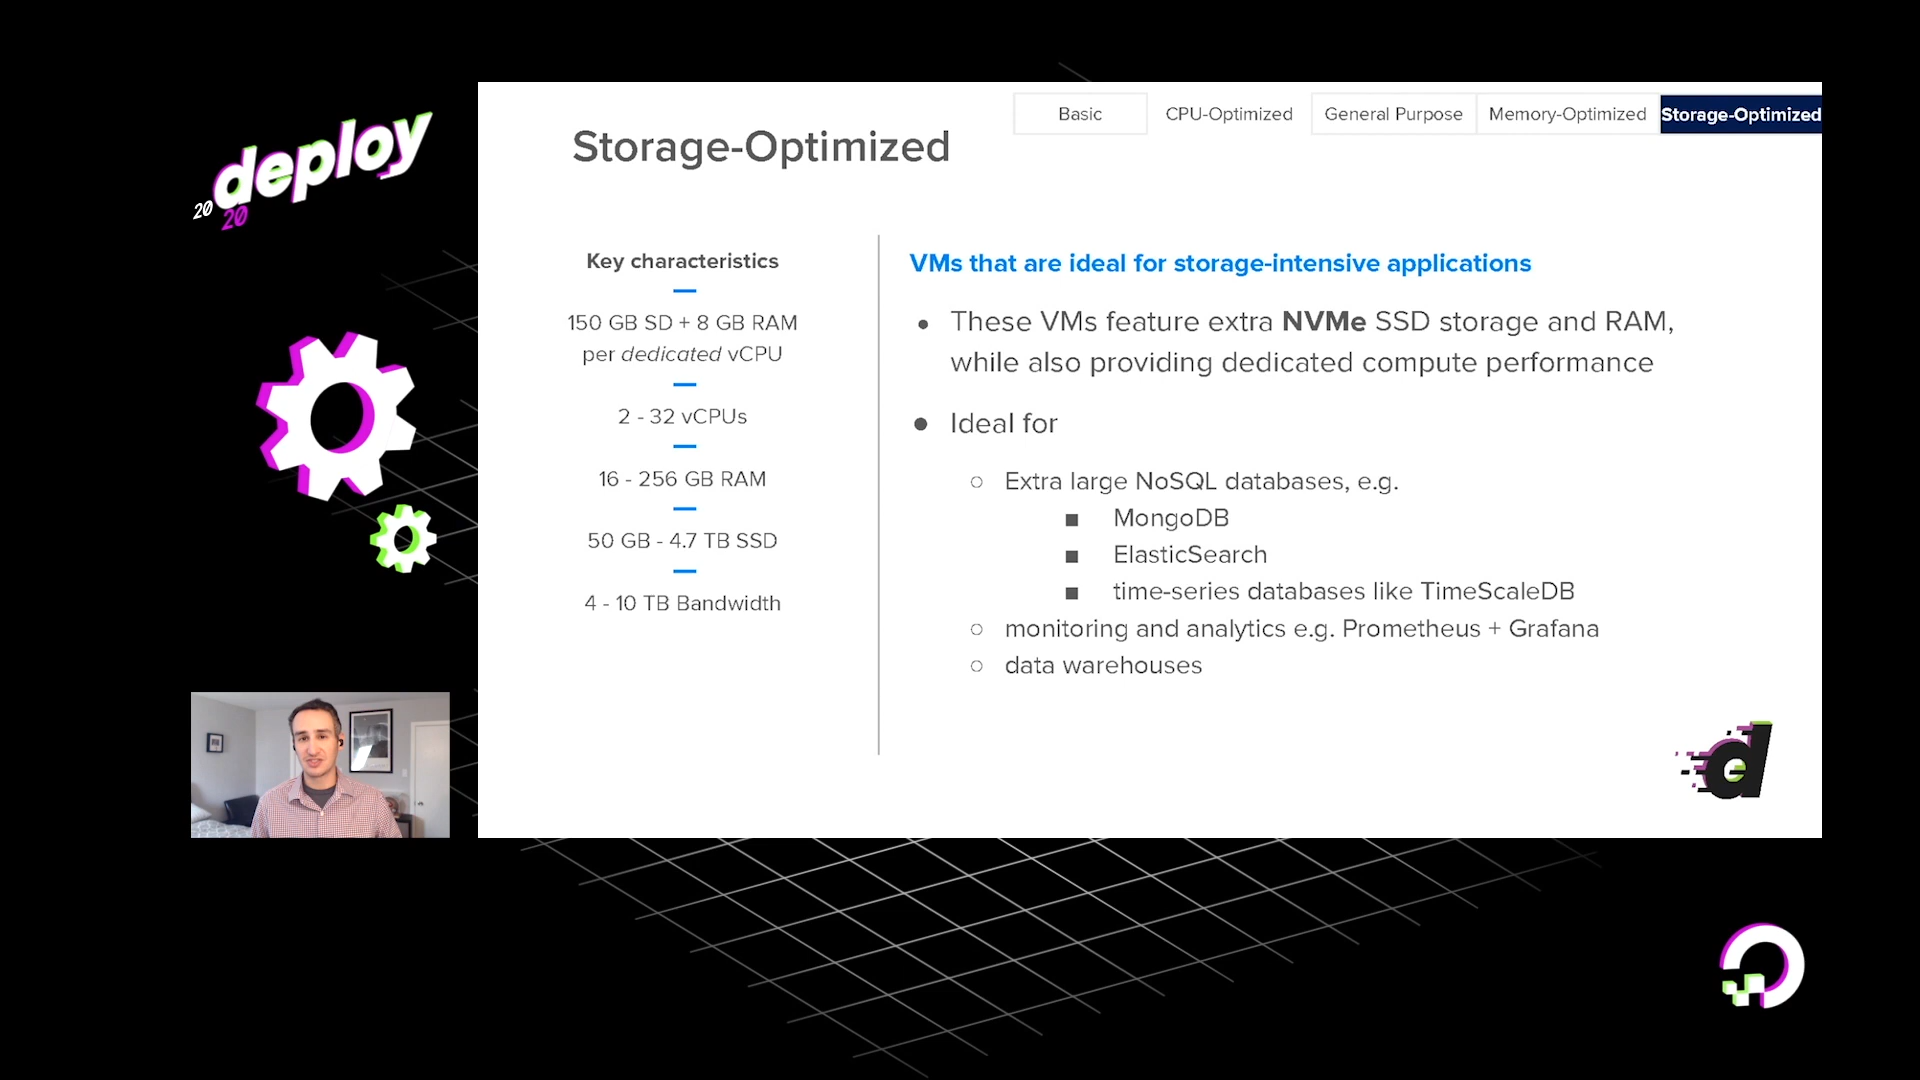 deploy
20
20
Basic
CPU-Optimized
General Purpose
Memory-Optimized
Storage-Optimized
Storage-Optimized
Key characteristics
150 GB SD + 8 GB RAM
per dedicated vCPU
2 - 32 vCPUs
16 - 256 GB RAM
50 GB - 4.7 TB SSD
4 - 10 TB Bandwidth
VMs that are ideal for storage-intensive applications
● These VMs feature extra NVMe SSD storage and RAM,
while also providing dedicated compute performance
● Ideal for
○ Extra large NoSQL databases, e.g.
■ MongoDB
■ ElasticSearch
■ time-series databases like TimeScaleDB
○ monitoring and analytics e.g. Prometheus + Grafana
○ data warehouses
d